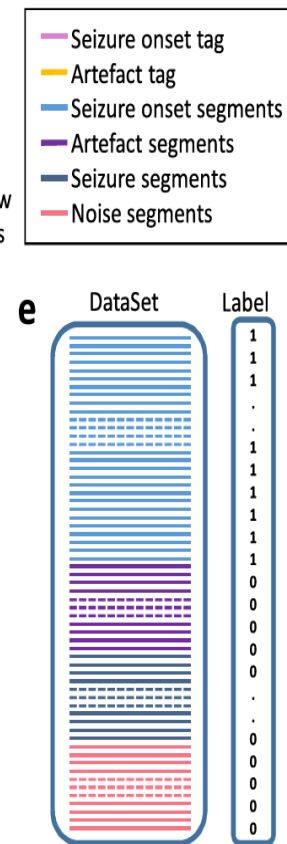 Seizure onset tag
Artefact tag
Seizure onset segments
Artefact segments
Seizure segments
Noise segments
w
s
e
DataSet
Label
1
1
1
.
.
1
1
1
1
1
1
0
0
0
0
0
.
.
0
0
0
0
0